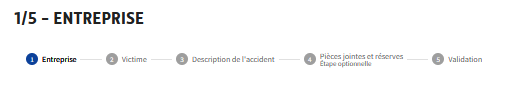 1/5 - ENTREPRISE
1 Entreprise 2 Victime 3 Description de l'accident 4 Pièces jointes et réserves 5 Validation
Étape optionnelle